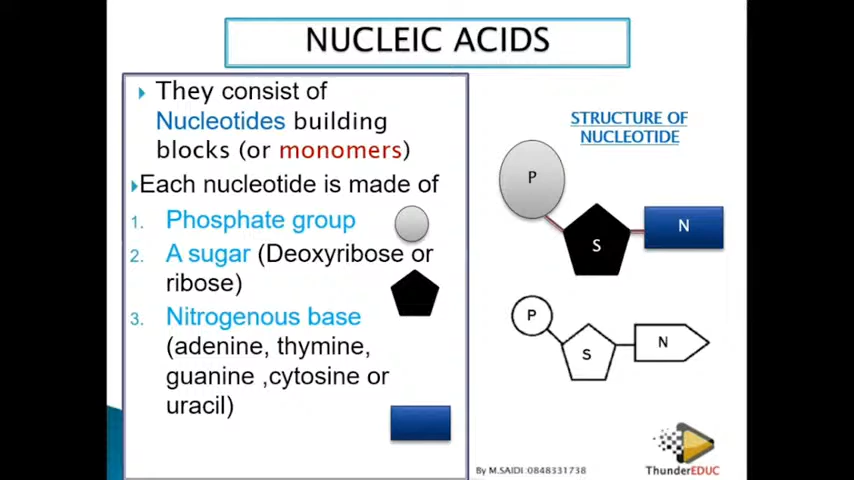 NUCLEIC ACIDS
They consist of
Nucleotides building
blocks (or monomers)
Each nucleotide is made of
1. Phosphate group
2. A sugar (Deoxyribose or
ribose)
3. Nitrogenous base
(adenine, thymine,
guanine ,cytosine or
uracil)
STRUCTURE OF
NUCLEOTIDE
P
S
N
P
S
N
By M.SAIDI :0848331738
ThunderEDUC